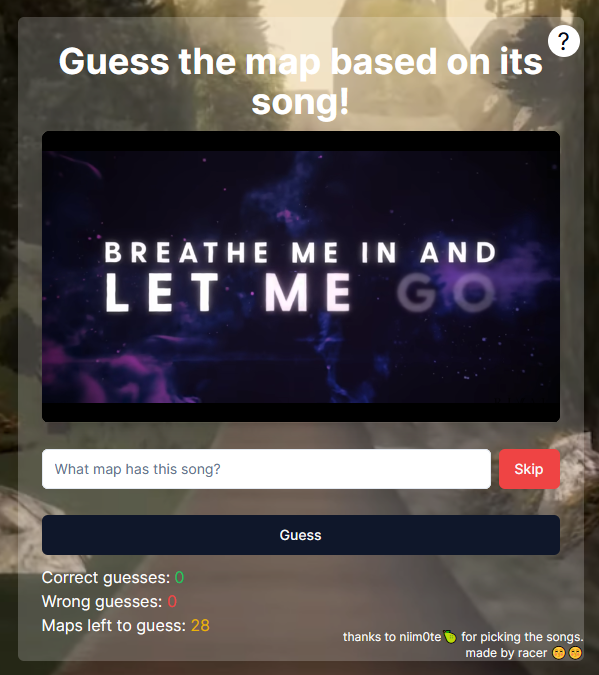 ?
Guess the map based on its
song!
BREATHE ME IN AND
LET ME GO
What map has this song?
Skip
Guess
Correct guesses: 0
Wrong guesses: 0
Maps left to guess: 28
thanks to niim0te🍋‍🟩 for picking the songs.
made by racer 😁😁